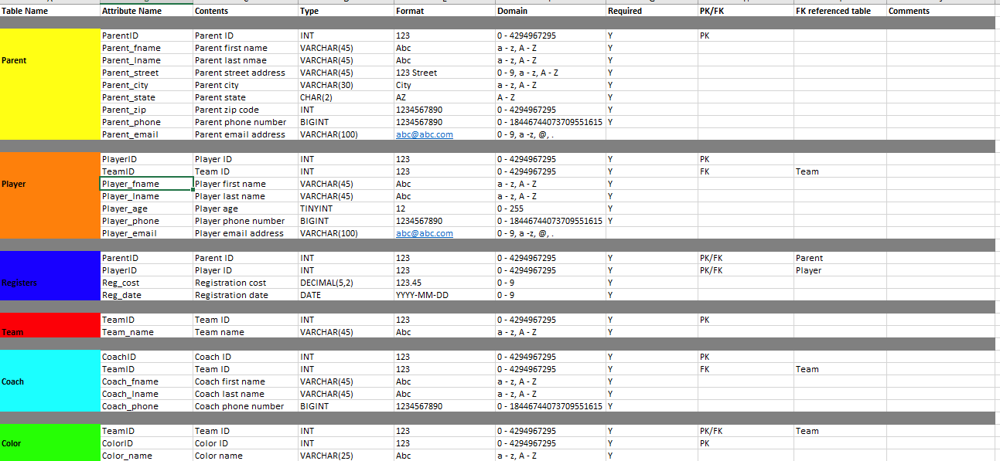 Table Name Attribute Name Contents Type Format Domain Required PK/FK FK referenced table Comments
ParentID Parent ID INT 123 0 - 4294967295 Y PK
Parent_fname Parent first name VARCHAR(45) Abc a - z, A - Z Y
Parent Parent_lname Parent last nmae VARCHAR(45) Abc a - z, A - Z Y
Parent_street Parent street address VARCHAR(45) 123 Street 0 - 9, a - z, A - Z Y
Parent_city Parent city VARCHAR(30) City a - z, A - Z Y
Parent_state Parent state CHAR(2) AZ A - Z Y
Parent_zip Parent zip code INT 1234567890 0 - 4294967295 Y
Parent_phone Parent phone number BIGINT 1234567890 0 - 18446744073709551615 Y
Parent_email Parent email address VARCHAR(100) abc@abc.com 0 - 9, a -z, @, .
PlayerID Player ID INT 123 0 - 4294967295 Y PK
TeamID Team ID INT 123 0 - 4294967295 Y FK Team
Player Player_fname Player first name VARCHAR(45) Abc a - z, A - Z Y
Player_lname Player last name VARCHAR(45) Abc a - z, A - Z Y
Player_age Player age TINYINT 12 0 - 255 Y
Player_phone Player phone number BIGINT 1234567890 0 - 18446744073709551615 Y
Player_email Player email address VARCHAR(100) abc@abc.com 0 - 9, a -z, @, .
ParentID Parent ID INT 123 0 - 4294967295 Y PK/FK Parent
PlayerID Player ID INT 123 0 - 4294967295 Y PK/FK Player
Registers Reg_cost Registration cost DECIMAL(5,2) 123.45 0 - 9 Y
Reg_date Registration date DATE YYYY-MM-DD 0 - 9 Y
TeamID Team ID INT 123 0 - 4294967295 Y PK
Team Team_name Team name VARCHAR(45) Abc a - z, A - Z Y
CoachID Coach ID INT 123 0 - 4294967295 Y PK
TeamID Team ID INT 123 0 - 4294967295 Y FK Team
Coach Coach_fname Coach first name VARCHAR(45) Abc a - z, A - Z Y
Coach_lname Coach last name VARCHAR(45) Abc a - z, A - Z Y
Coach_phone Coach phone number BIGINT 1234567890 0 - 18446744073709551615 Y
TeamID Team ID INT 123 0 - 4294967295 Y PK/FK Team
Color ColorID Color ID INT 123 0 - 4294967295 Y PK
Color_name Color name VARCHAR(25) Abc a - z, A - Z Y